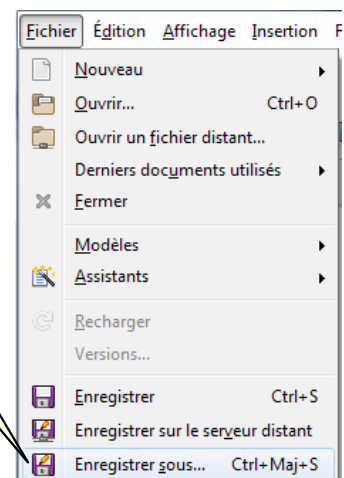 Fichier Édition Affichage Insertion F
Nouveau
Ouvrir... Ctrl+O
Ouvrir un fichier distant...
Derniers documents utilisés
Fermer
Modèles
Assistants
Recharger
Versions...
Enregistrer Ctrl+S
Enregistrer sur le serveur distant
Enregistrer sous... Ctrl+Maj+S